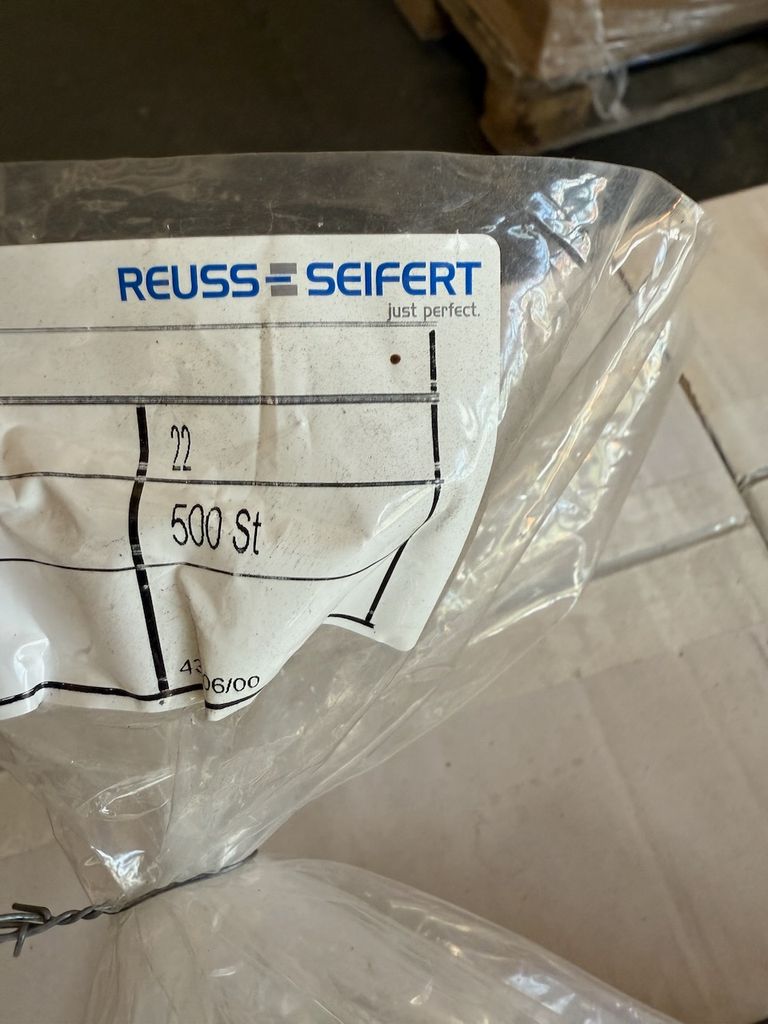 REUSS SEIFERT
just perfect.
22
500 St
06/00